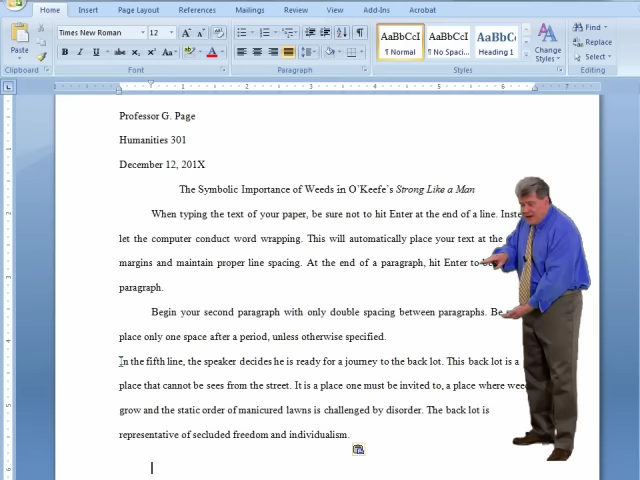 Home Insert Page Layout References Mailings Review View Add-Ins Acrobat
Paste
Clipboard
Times New Roman 12
Font
Paragraph
AaBbCcI AaBbCcI AaBbC
¶ Normal ¶ No Spaci... Heading 1
Change Styles
Styles
Find
Replace
Select
Editing
Professor G. Page
Humanities 301
December 12, 201X
The Symbolic Importance of Weeds in O'Keefe's Strong Like a Man
When typing the text of your paper, be sure not to hit Enter at the end of a line.
let the computer conduct word wrapping. This will automatically place your text at the
margins and maintain proper line spacing. At the end of a paragraph, hit Enter to
paragraph.
Begin your second paragraph with only double spacing between paragraphs. Be
place only one space after a period, unless otherwise specified.
In the fifth line, the speaker decides he is ready for a journey to the back lot. This back lot is a
place that cannot be sees from the street. It is a place one must be invited to, a place where
grow and the static order of manicured lawns is challenged by disorder. The back lot is
representative of secluded freedom and individualism.